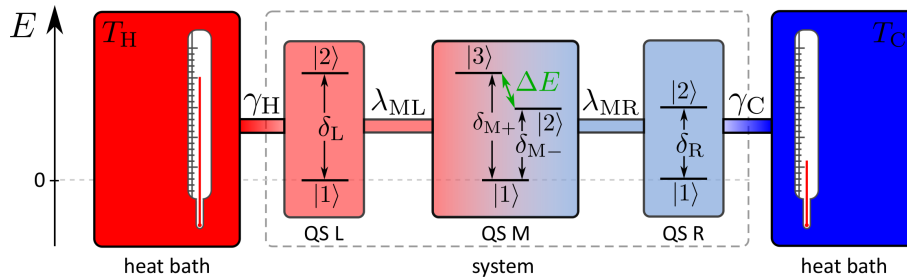 E
0
T_H
heat bath
γ_H
|2⟩
δ_L
|1⟩
QS L
λ_ML
|3⟩
ΔE
|2⟩
δ_M+
δ_M−
|1⟩
QS M
system
λ_MR
|2⟩
δ_R
|1⟩
QS R
γ_C
T_C
heat bath